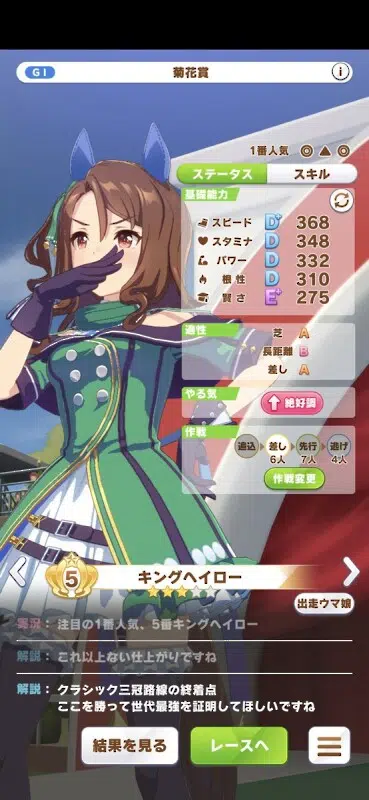 GI
菊花賞
i
1番人気 ◎ ▲ ◎
ステータス スキル
基礎能力
スピード D+ 368
スタミナ D 348
パワー D 332
根性 D 310
賢さ E+ 275
適性
芝 A
長距離 B
差し A
やる気
絶好調
作戦
追込 差し 先行 逃げ
6人 7人 4人
作戦変更
5 キングヘイロー
出走ウマ娘
実況： 注目の1番人気、5番キングヘイロー
解説： これ以上ない仕上がりですね
解説： クラシック三冠路線の終着点
ここを勝って世代最強を証明してほしいですね
結果を見る レースへ